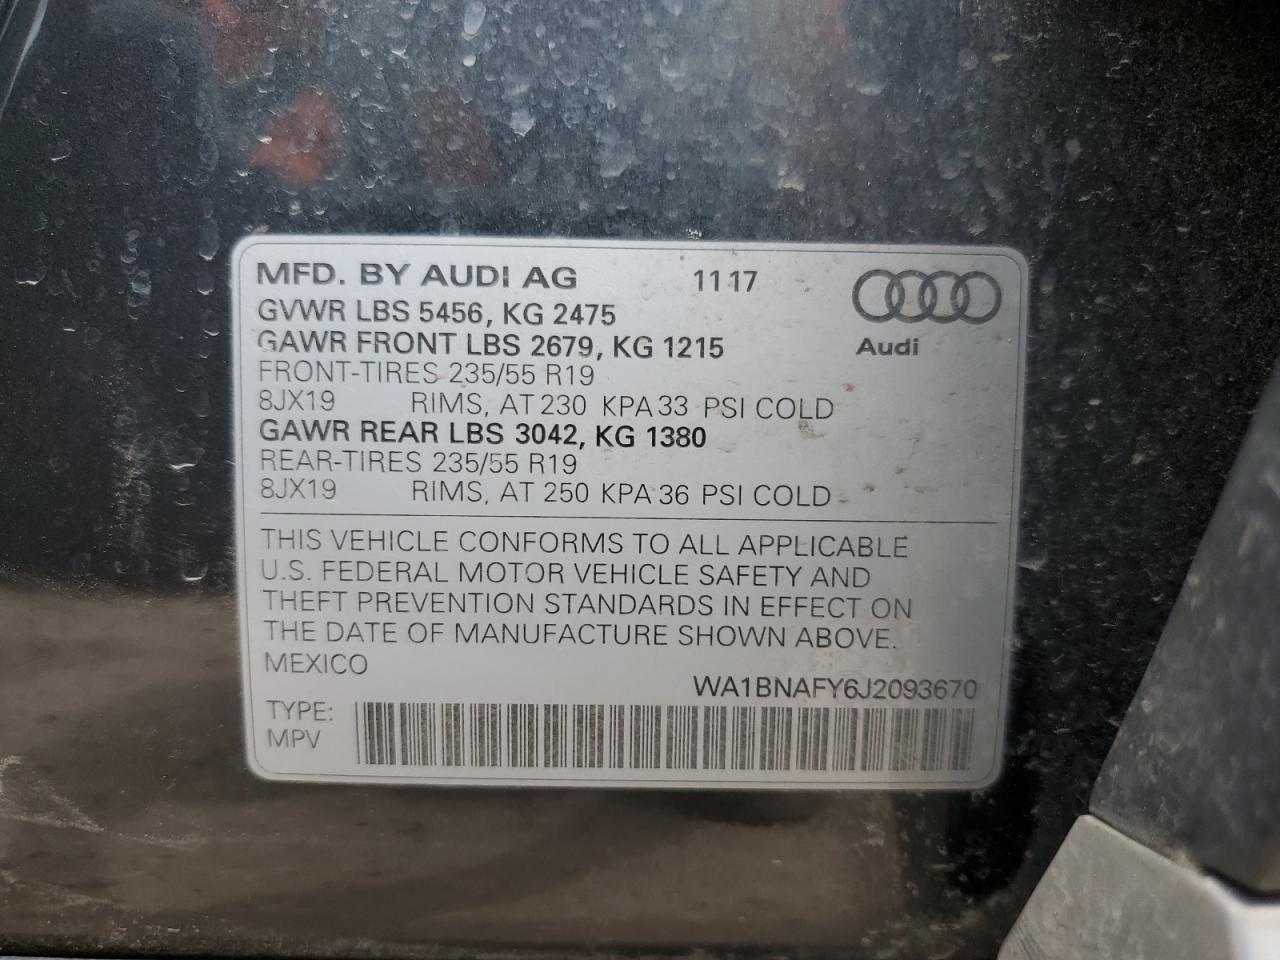 MFD. BY AUDI AG 11 17
GVWR LBS 5456, KG 2475
GAWR FRONT LBS 2679, KG 1215
Audi
FRONT-TIRES 235/55 R19
8JX19 RIMS, AT 230 KPA 33 PSI COLD
GAWR REAR LBS 3042, KG 1380
REAR-TIRES 235/55 R19
8JX19 RIMS, AT 250 KPA 36 PSI COLD
THIS VEHICLE CONFORMS TO ALL APPLICABLE
U.S. FEDERAL MOTOR VEHICLE SAFETY AND
THEFT PREVENTION STANDARDS IN EFFECT ON
THE DATE OF MANUFACTURE SHOWN ABOVE.
MEXICO
WA1BNAFY6J2093670
TYPE:
MPV